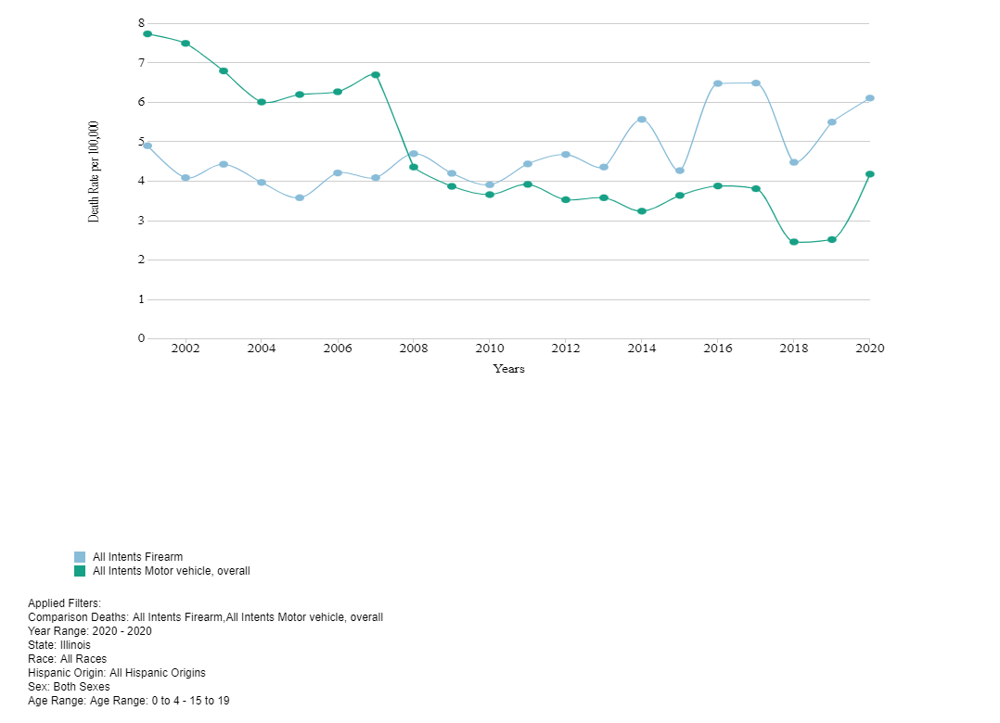 8
7
6
5
4
3
2
1
0
Death Rate per 100,000
2002 2004 2006 2008 2010 2012 2014 2016 2018 2020
Years
All Intents Firearm
All Intents Motor vehicle, overall
Applied Filters:
Comparison Deaths: All Intents Firearm,All Intents Motor vehicle, overall
Year Range: 2020 - 2020
State: Illinois
Race: All Races
Hispanic Origin: All Hispanic Origins
Sex: Both Sexes
Age Range: Age Range: 0 to 4 - 15 to 19